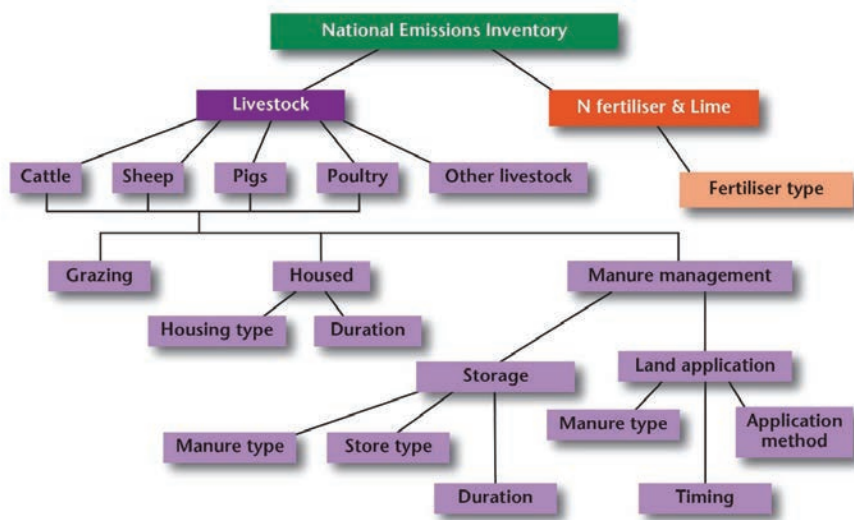 National Emissions Inventory
Livestock
N fertiliser & Lime
Cattle
Sheep
Pigs
Poultry
Other livestock
Fertiliser type
Grazing
Housed
Manure management
Housing type
Duration
Storage
Land application
Manure type
Store type
Manure type
Application
method
Duration
Timing